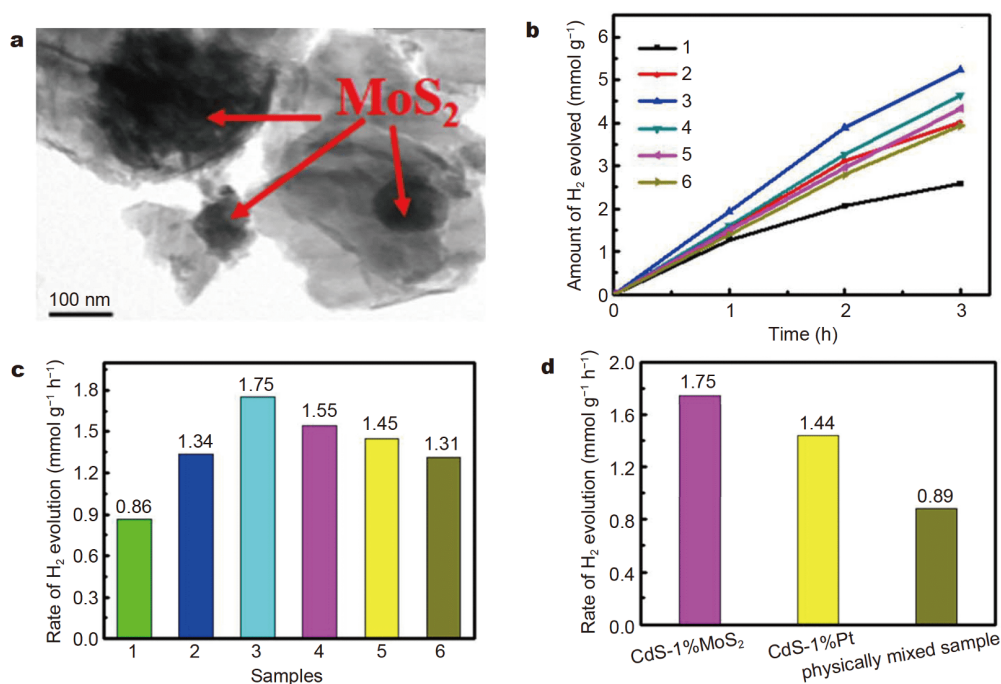 a
MoS₂
100 nm
b
Amount of H₂ evolved (mmol g⁻¹)
6
5
4
3
2
1
0
1
2
3
4
5
6
0 1 2 3
Time (h)
c
Rate of H₂ evolution (mmol g⁻¹ h⁻¹)
1.8
1.5
1.2
0.9
0.6
0.3
0.0
0.86
1.34
1.75
1.55
1.45
1.31
1 2 3 4 5 6
Samples
d
Rate of H₂ evolution (mmol g⁻¹ h⁻¹)
2.0
1.6
1.2
0.8
0.4
0.0
1.75
1.44
0.89
CdS-1%MoS₂
CdS-1%Pt
physically mixed sample